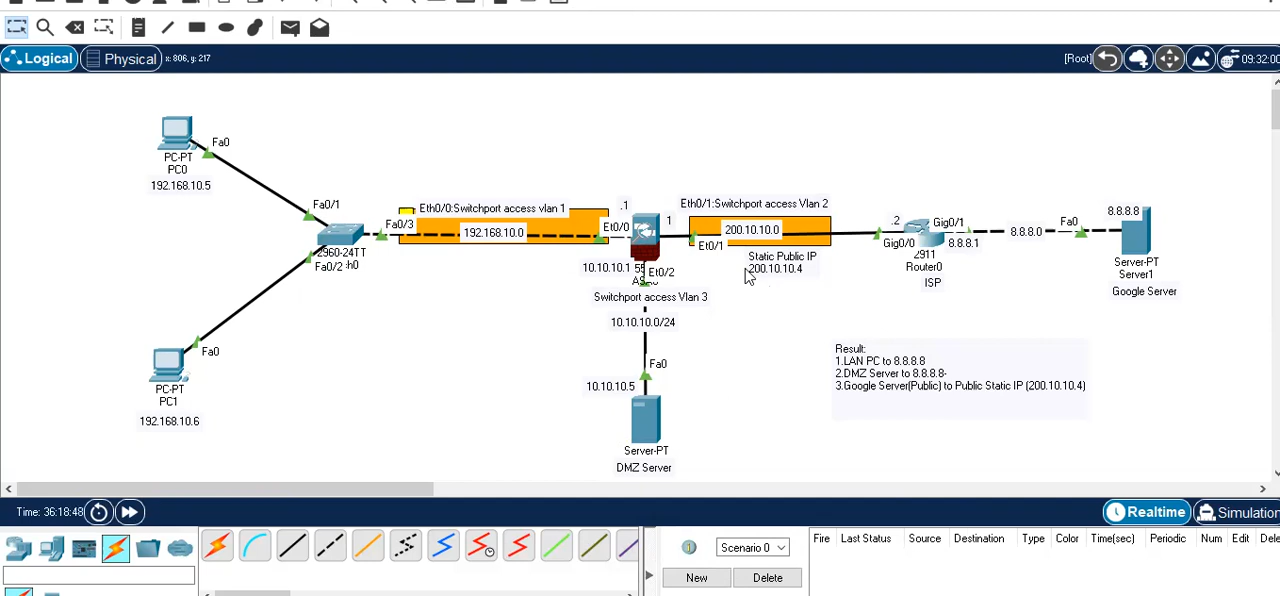 Logical
Physical
x: 806, y: 217
[Root]
09:32:00
Fa0
PC-PT
PC0
192.168.10.5
Fa0/1
Eth0/0:Switchport access vlan 1
Fa0/3
192.168.10.0
Et0/0
.1
2960-24TT
Fa0/2
Eth0/1:Switchport access Vlan 2
1
200.10.10.0
Et0/1
Static Public IP
200.10.10.4
.2
Gig0/0
Gig0/1
8.8.8.1
2911
Router0
ISP
8.8.8.0
Fa0
8.8.8.8
Server-PT
Server1
Google Server
10.10.10.1
Et0/2
Switchport access Vlan 3
10.10.10.0/24
Fa0
10.10.10.5
Server-PT
DMZ Server
Fa0
PC-PT
PC1
192.168.10.6
Result:
1.LAN PC to 8.8.8.8
2.DMZ Server to 8.8.8.8-
3.Google Server(Public) to Public Static IP (200.10.10.4)
Time: 36:18:48
Realtime
Simulation
Scenario 0
New
Delete
Fire Last Status Source Destination Type Color Time(sec) Periodic Num Edit Dele